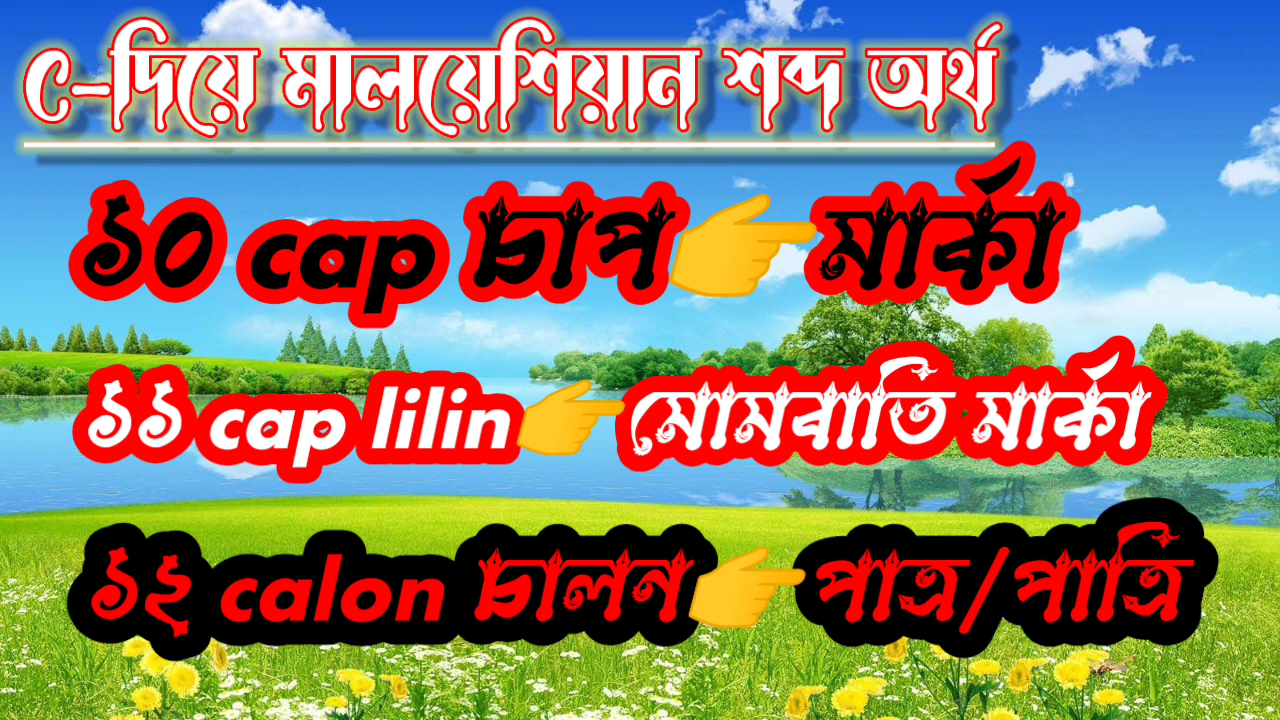 c-দিয়ে মালয়েশিয়ান শব্দ অর্থ
১০ cap চাপ👉মার্কা
১১ cap lilin👉মোমবাতি মার্কা
১২ calon চালন👉পাত্র/পাত্রি